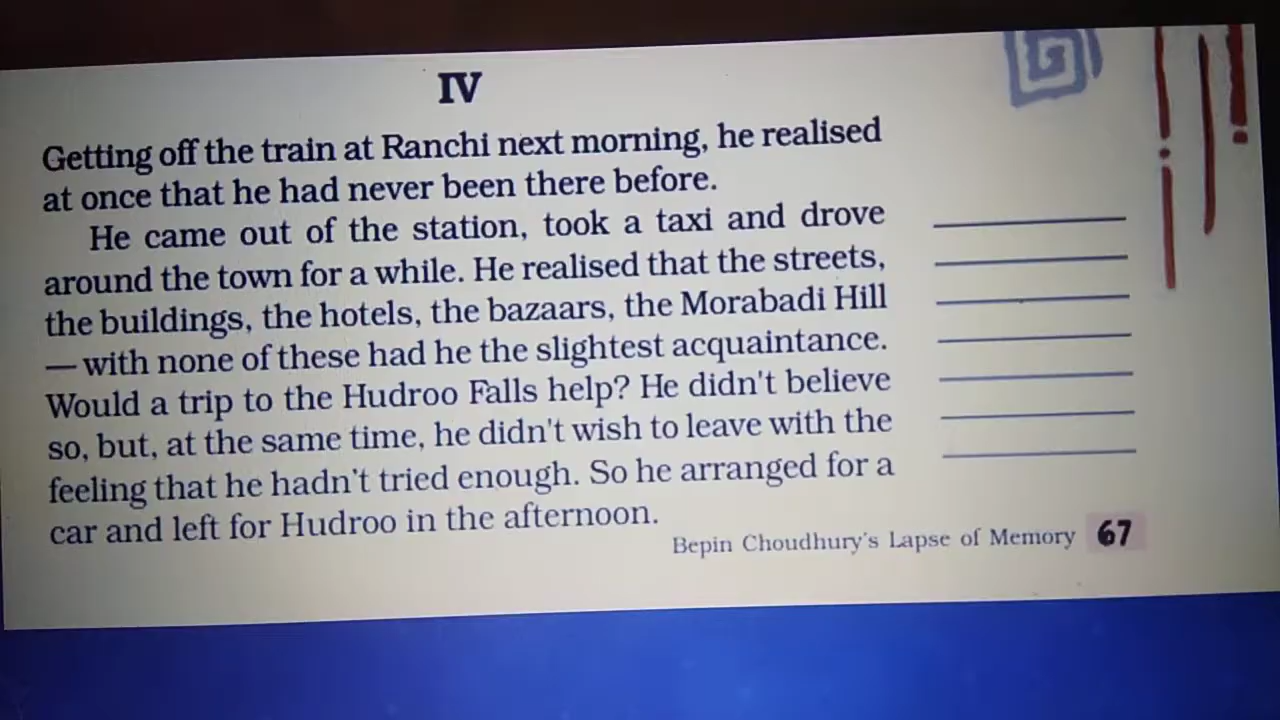 IV
Getting off the train at Ranchi next morning, he realised
at once that he had never been there before.
He came out of the station, took a taxi and drove
around the town for a while. He realised that the streets,
the buildings, the hotels, the bazaars, the Morabadi Hill
— with none of these had he the slightest acquaintance.
Would a trip to the Hudroo Falls help? He didn't believe
so, but, at the same time, he didn't wish to leave with the
feeling that he hadn't tried enough. So he arranged for a
car and left for Hudroo in the afternoon.
Bepin Choudhury's Lapse of Memory 67